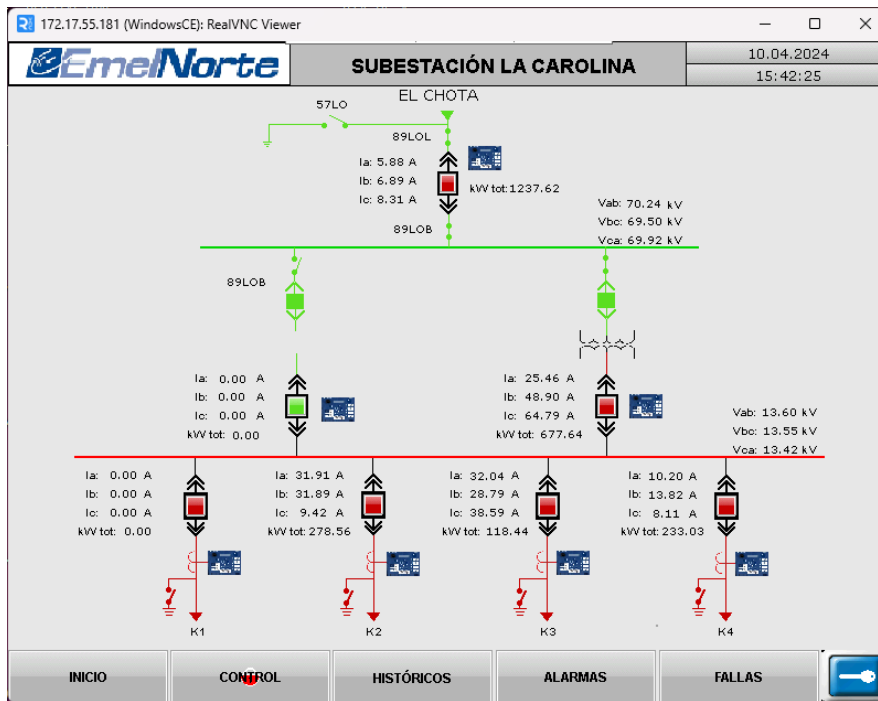 172.17.55.181 (WindowsCE): RealVNC Viewer
EmelNorte
SUBESTACIÓN LA CAROLINA
10.04.2024
15:42:25
EL CHOTA
57LO
89LOL
Ia: 5.88 A
Ib: 6.89 A
Ic: 8.31 A
kW tot: 1237.62
89LOB
Vab: 70.24 kV
Vbc: 69.50 kV
Vca: 69.92 kV
89LOB
Ia: 0.00 A
Ib: 0.00 A
Ic: 0.00 A
kW tot: 0.00
Ia: 25.46 A
Ib: 48.90 A
Ic: 64.79 A
kW tot: 677.64
Vab: 13.60 kV
Vbc: 13.55 kV
Vca: 13.42 kV
Ia: 0.00 A
Ib: 0.00 A
Ic: 0.00 A
kW tot: 0.00
Ia: 31.91 A
Ib: 31.89 A
Ic: 9.42 A
kW tot: 278.56
Ia: 32.04 A
Ib: 28.79 A
Ic: 38.59 A
kW tot: 118.44
Ia: 10.20 A
Ib: 13.82 A
Ic: 8.11 A
kW tot: 233.03
K1
K2
K3
K4
INICIO
CONTROL
HISTÓRICOS
ALARMAS
FALLAS